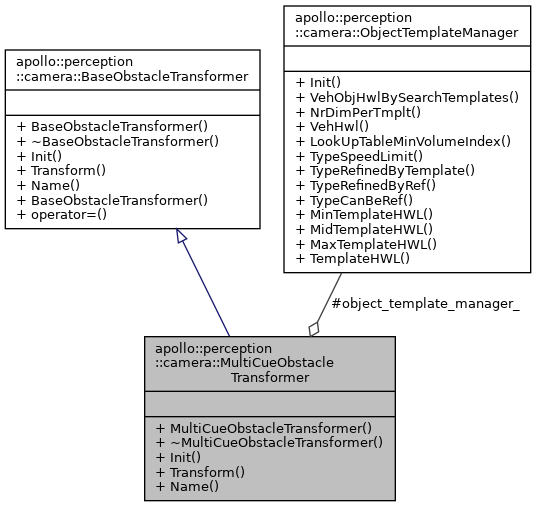 apollo::perception
::camera::BaseObstacleTransformer
+ BaseObstacleTransformer()
+ ~BaseObstacleTransformer()
+ Init()
+ Transform()
+ Name()
+ BaseObstacleTransformer()
+ operator=()
apollo::perception
::camera::ObjectTemplateManager
+ Init()
+ VehObjHwlBySearchTemplates()
+ NrDimPerTmplt()
+ VehHwl()
+ LookUpTableMinVolumeIndex()
+ TypeSpeedLimit()
+ TypeRefinedByTemplate()
+ TypeRefinedByRef()
+ TypeCanBeRef()
+ MinTemplateHWL()
+ MidTemplateHWL()
+ MaxTemplateHWL()
+ TemplateHWL()
#object_template_manager_
apollo::perception
::camera::MultiCueObstacle
Transformer
+ MultiCueObstacleTransformer()
+ ~MultiCueObstacleTransformer()
+ Init()
+ Transform()
+ Name()